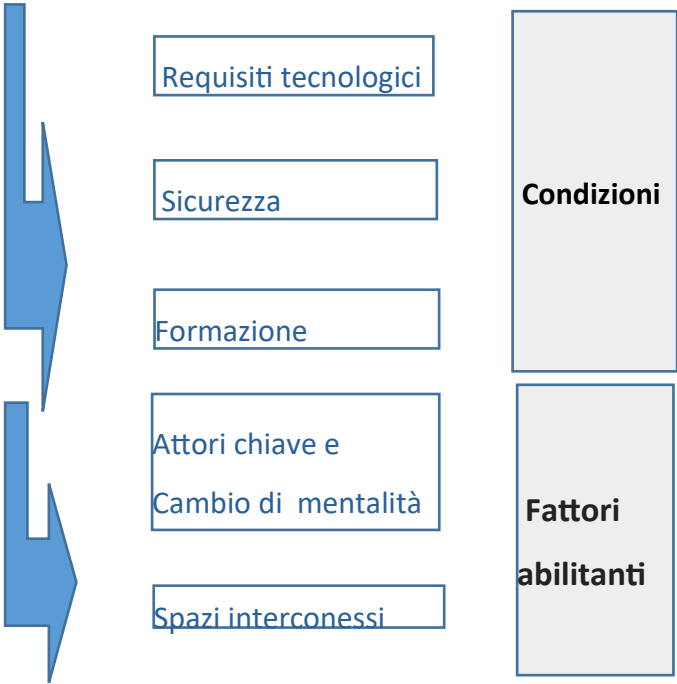 Requisiti tecnologici
Sicurezza
Formazione
Condizioni
Attori chiave e
Cambio di mentalità
Spazi interconessi
Fattori
abilitanti